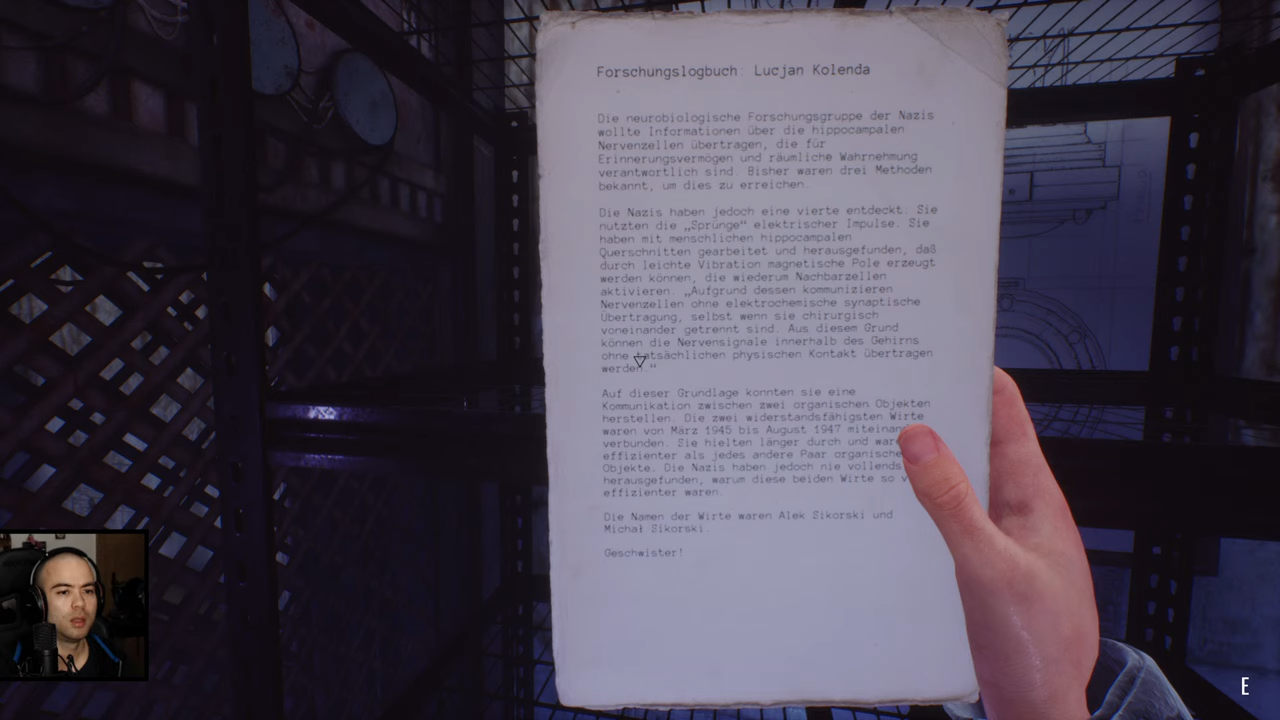 Forschungslogbuch: Lucjan Kolenda
Die neurobiologische Forschungsgruppe der Nazis
wollte Informationen über die hippocampalen
Nervenzellen übertragen, die für
Erinnerungsvermögen und räumliche Wahrnehmung
verantwortlich sind. Bisher waren drei Methoden
bekannt, um dies zu erreichen.
Die Nazis haben jedoch eine vierte entdeckt: Sie
nutzten die „Sprünge“ elektrischer Impulse. Sie
haben mit menschlichen hippocampalen
Querschnitten gearbeitet und herausgefunden, daß
durch leichte Vibration magnetische Pole erzeugt
werden können, die wiederum Nachbarzellen
aktivieren. „Aufgrund dessen kommunizieren
Nervenzellen ohne elektrochemische synaptische
Übertragung, selbst wenn sie chirurgisch
voneinander getrennt sind. Aus diesem Grund
können die Nervensignale innerhalb des Gehirns
ohne tatsächlichen physischen Kontakt übertragen
werden.“
Auf dieser Grundlage konnten sie eine
Kommunikation zwischen zwei organischen Objekten
herstellen. Die zwei widerstandsfähigsten Wirte
waren von März 1945 bis August 1947 miteinand
verbunden. Sie hielten länger durch und war
effizienter als jedes andere Paar organische
Objekte. Die Nazis haben jedoch nie vollends
herausgefunden, warum diese beiden Wirte so v
effizienter waren.
Die Namen der Wirte waren Alek Sikorski und
Michał Sikorski.
Geschwister!
E